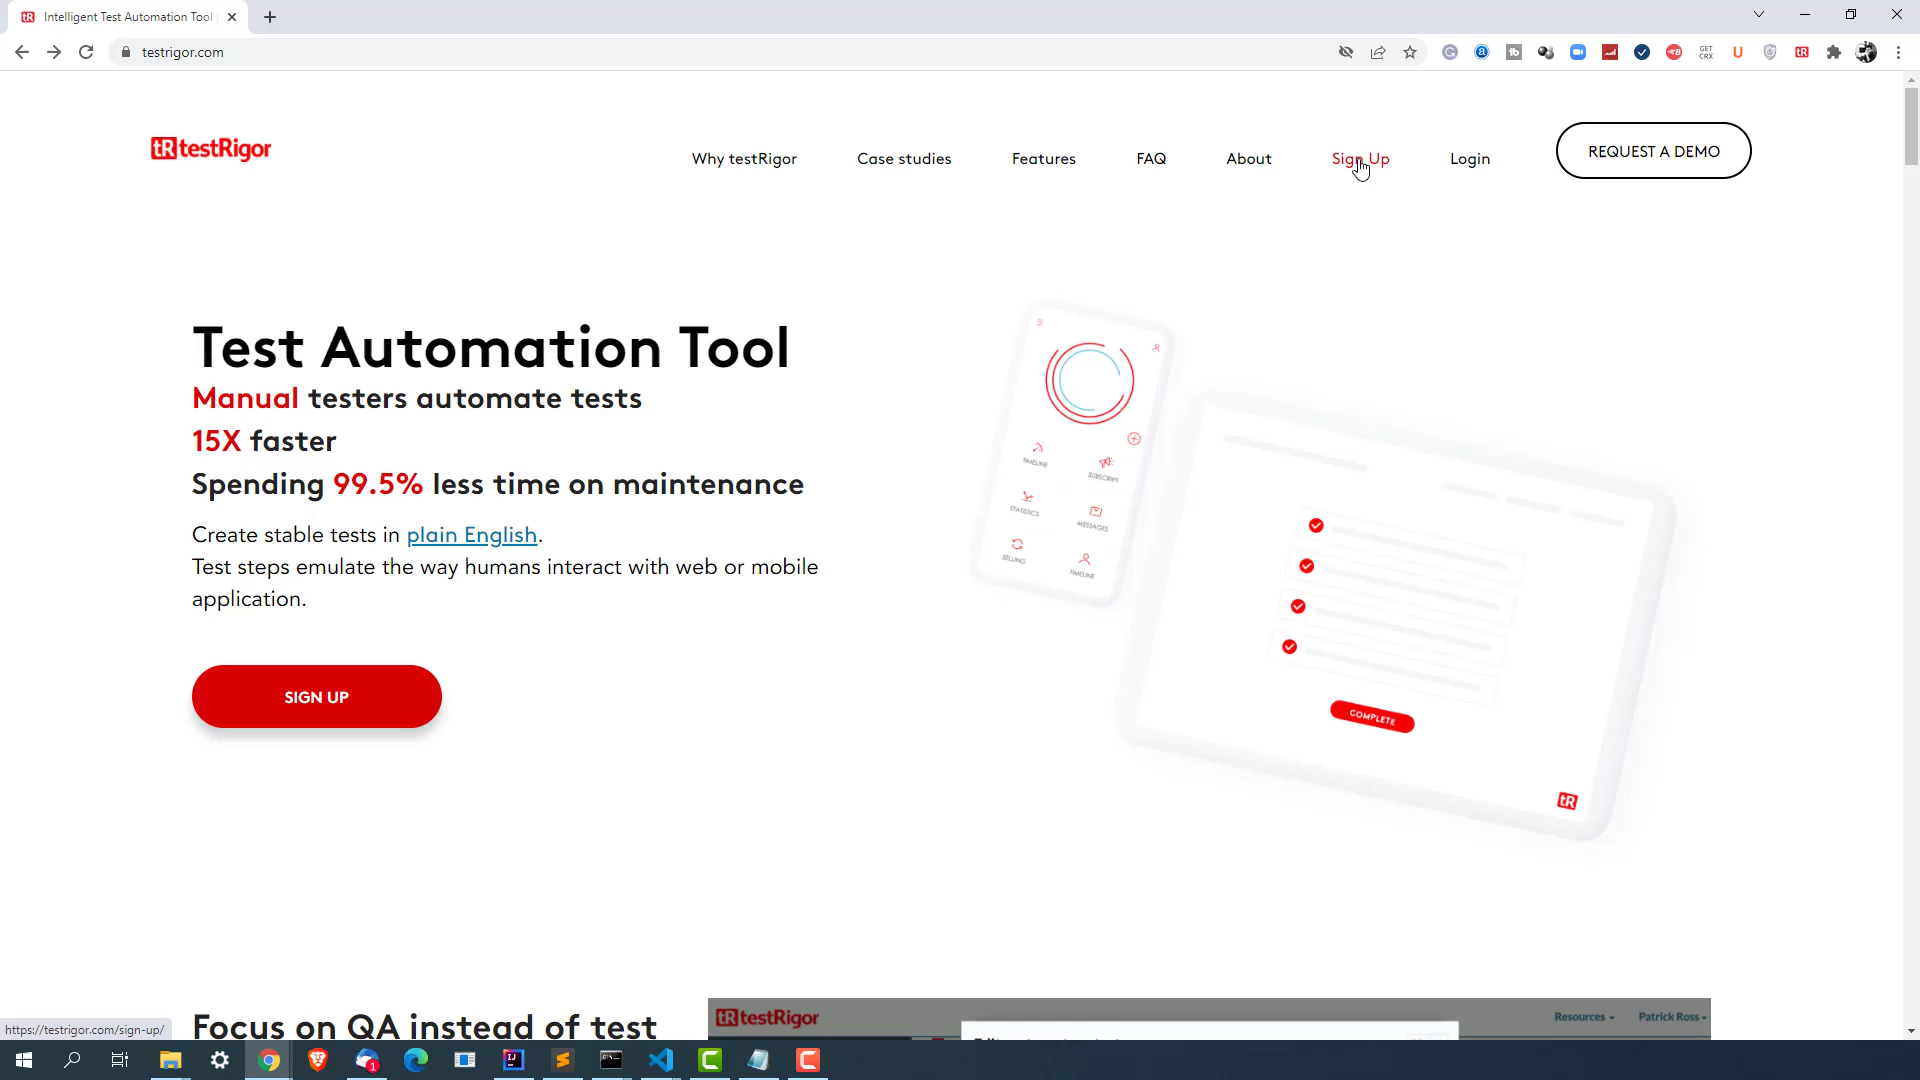 Intelligent Test Automation Tool
testrigor.com
GET
CRX
tR testRigor
Why testRigor
Case studies
Features
FAQ
About
Sign Up
Login
REQUEST A DEMO
Test Automation Tool
Manual testers automate tests
15X faster
Spending 99.5% less time on maintenance
Create stable tests in plain English.
Test steps emulate the way humans interact with web or mobile
application.
SIGN UP
TIMELINE
SUBSCRIPT
STATISTICS
MESSAGES
SELLING
TIMELINE
COMPLETE
tR
Focus on QA instead of test
tR testRigor
Resources
Patrick Ross
https://testrigor.com/sign-up/